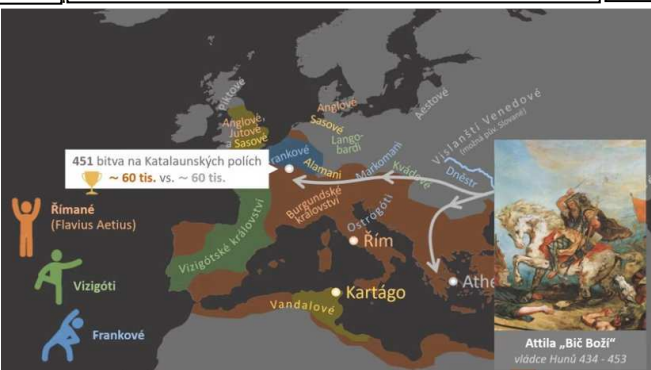 Piktové
Anglové,
Jutové
Sasové
Anglové
Sasové
Lango-
bardi
Aestové
Vislanští Venedové
(možná pův. Slované)
451 bitva na Katalaunských polích
~ 60 tis. vs. ~ 60 tis.
Frankové
Alamani
Markomani
Kvádové
Dněstr
Burgundské
království
Ostrogóti
Vizigótské království
Řím
Kartágo
Vandalové
Athé
Římané
(Flavius Aetius)
Vizigóti
Frankové
Attila „Bič Boží“
vládce Hunů 434 - 453